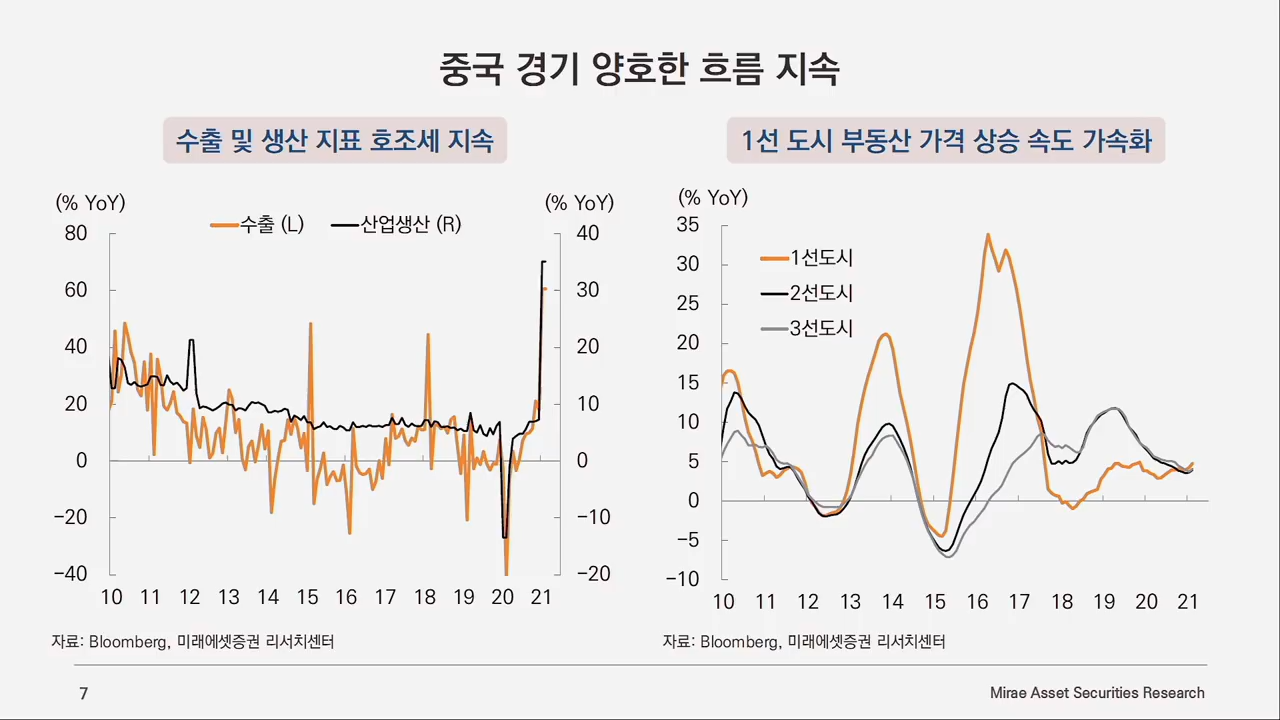 중국 경기 양호한 흐름 지속
수출 및 생산 지표 호조세 지속
(% YoY)
(% YoY)
수출 (L)
산업생산 (R)
80
60
40
20
0
−20
−40
40
30
20
10
0
−10
−20
10 11 12 13 14 15 16 17 18 19 20 21
자료: Bloomberg, 미래에셋증권 리서치센터
1선 도시 부동산 가격 상승 속도 가속화
(% YoY)
1선도시
2선도시
3선도시
35
30
25
20
15
10
5
0
−5
−10
10 11 12 13 14 15 16 17 18 19 20 21
자료: Bloomberg, 미래에셋증권 리서치센터
7
Mirae Asset Securities Research